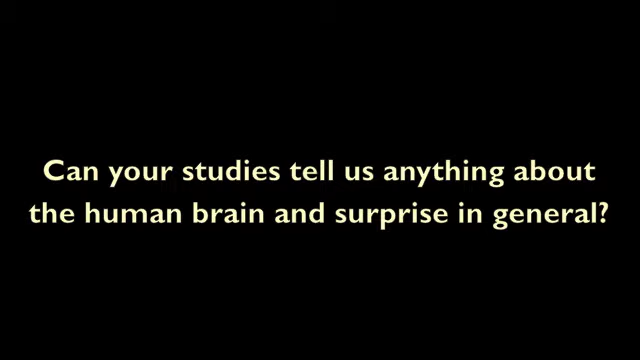 Can your studies tell us anything about
the human brain and surprise in general?